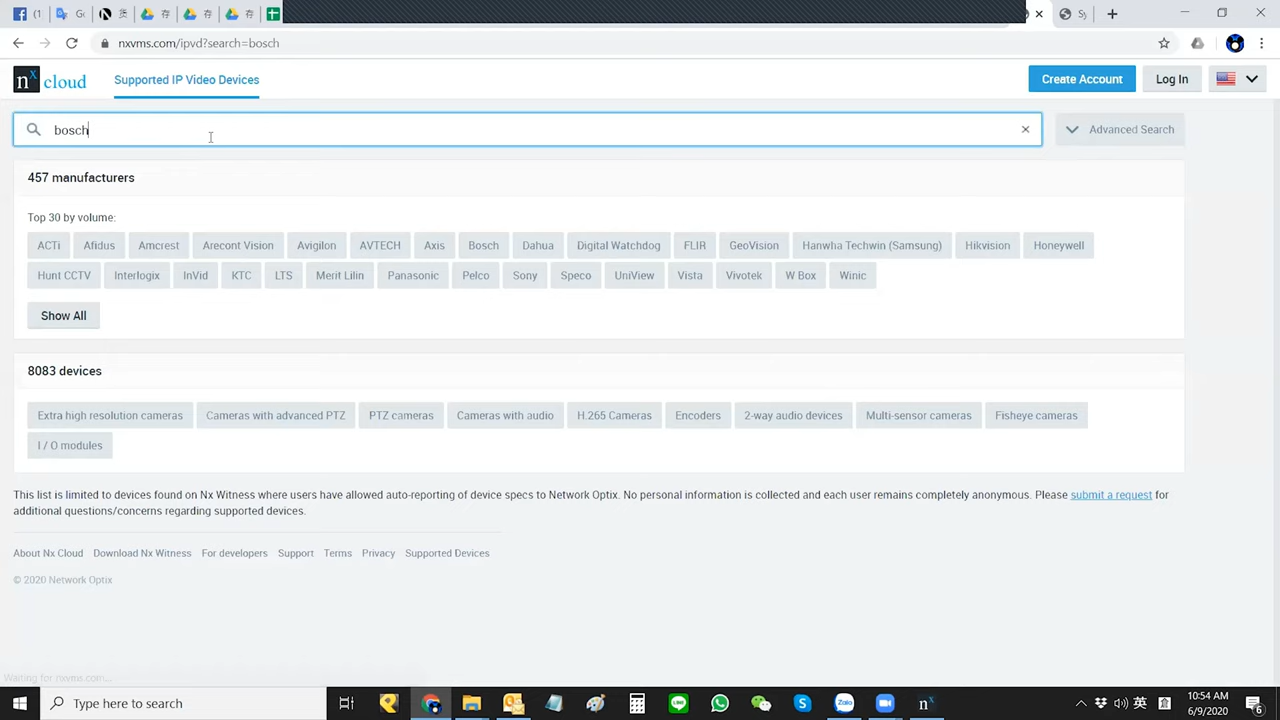 nxvms.com/ipvd?search=bosch
nx cloud Supported IP Video Devices Create Account Log In
bosch Advanced Search
457 manufacturers
Top 30 by volume:
ACTi Afidus Amcrest Arecont Vision Avigilon AVTECH Axis Bosch Dahua Digital Watchdog FLIR GeoVision Hanwha Techwin (Samsung) Hikvision Honeywell
Hunt CCTV Interlogix InVid KTC LTS Merit Lilin Panasonic Pelco Sony Speco UniView Vista Vivotek W Box Winic
Show All
8083 devices
Extra high resolution cameras Cameras with advanced PTZ PTZ cameras Cameras with audio H.265 Cameras Encoders 2-way audio devices Multi-sensor cameras Fisheye cameras
I / O modules
This list is limited to devices found on Nx Witness where users have allowed auto-reporting of device specs to Network Optix. No personal information is collected and each user remains completely anonymous. Please submit a request for
additional questions/concerns regarding supported devices.
About Nx Cloud Download Nx Witness For developers Support Terms Privacy Supported Devices
© 2020 Network Optix
Waiting for nxvms.com...
Type here to search 英 10:54 AM
6/9/2020 6